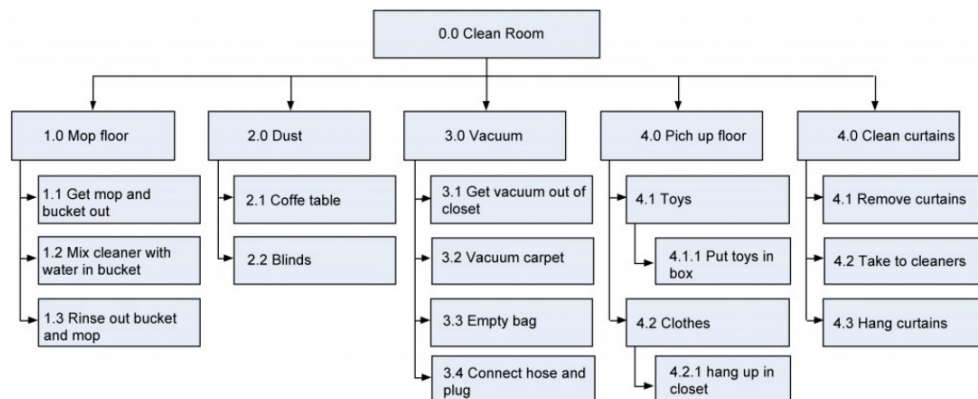 0.0 Clean Room
1.0 Mop floor
1.1 Get mop and
bucket out
1.2 Mix cleaner with
water in bucket
1.3 Rinse out bucket
and mop
2.0 Dust
2.1 Coffe table
2.2 Blinds
3.0 Vacuum
3.1 Get vacuum out of
closet
3.2 Vacuum carpet
3.3 Empty bag
3.4 Connect hose and
plug
4.0 Pich up floor
4.1 Toys
4.1.1 Put toys in
box
4.2 Clothes
4.2.1 hang up in
closet
4.0 Clean curtains
4.1 Remove curtains
4.2 Take to cleaners
4.3 Hang curtains